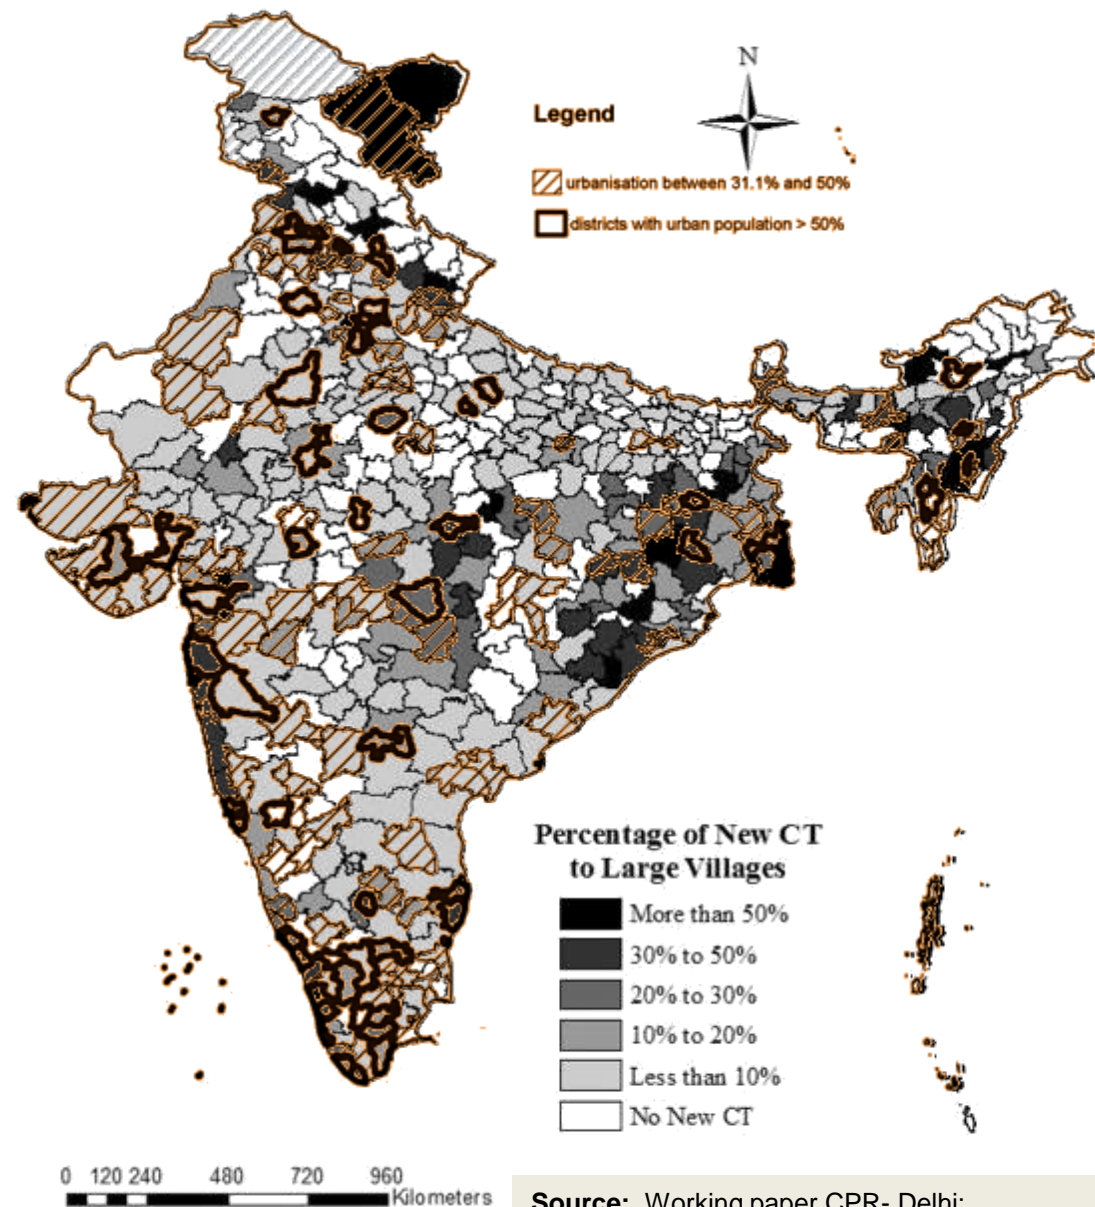 N
Legend
urbanisation between 31.1% and 50%
districts with urban population > 50%
Percentage of New CT
to Large Villages
More than 50%
30% to 50%
20% to 30%
10% to 20%
Less than 10%
No New CT
0 120 240 480 720 960
Kilometers
Source: Working paper CPR- Delhi;